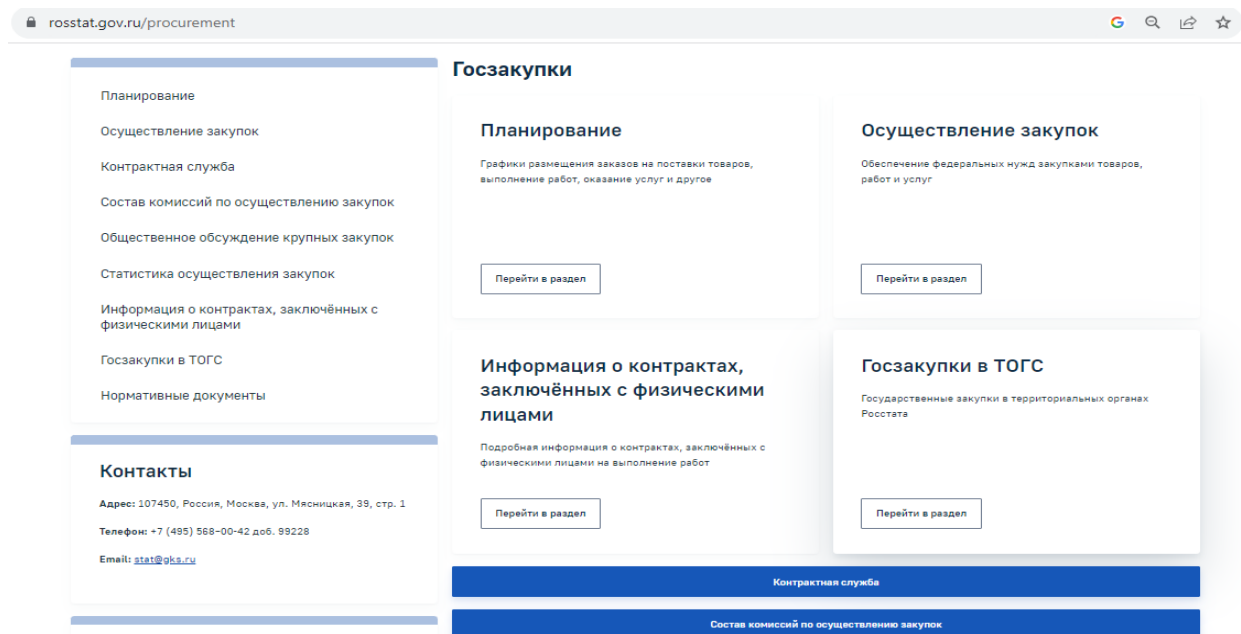 rosstat.gov.ru/procurement
Планирование
Осуществление закупок
Контрактная служба
Состав комиссий по осуществлению закупок
Общественное обсуждение крупных закупок
Статистика осуществления закупок
Информация о контрактах, заключённых с
физическими лицами
Госзакупки в ТОГС
Нормативные документы
Контакты
Адрес: 107450, Россия, Москва, ул. Мясницкая, 39, стр. 1
Телефон: +7 (495) 568-00-42 доб. 99228
Email: stat@gks.ru
Госзакупки
Планирование
Графики размещения заказов на поставки товаров,
выполнение работ, оказание услуг и другое
Перейти в раздел
Осуществление закупок
Обеспечение федеральных нужд закупками товаров,
работ и услуг
Перейти в раздел
Информация о контрактах,
заключённых с физическими
лицами
Подробная информация о контрактах, заключённых с
физическими лицами на выполнение работ
Перейти в раздел
Госзакупки в ТОГС
Государственные закупки в территориальных органах
Росстата
Перейти в раздел
Контрактная служба
Состав комиссий по осуществлению закупок